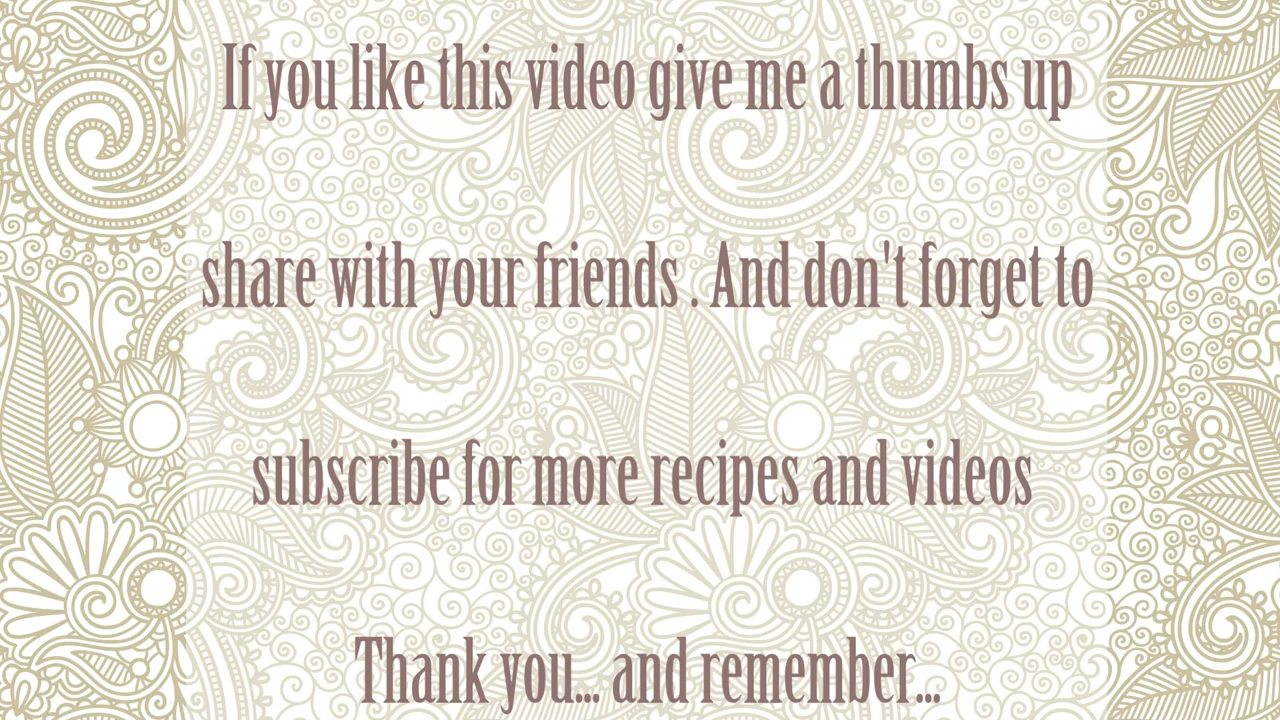 If you like this video give me a thumbs up
share with your friends . And don't forget to
subscribe for more recipes and videos
Thank you... and remember...